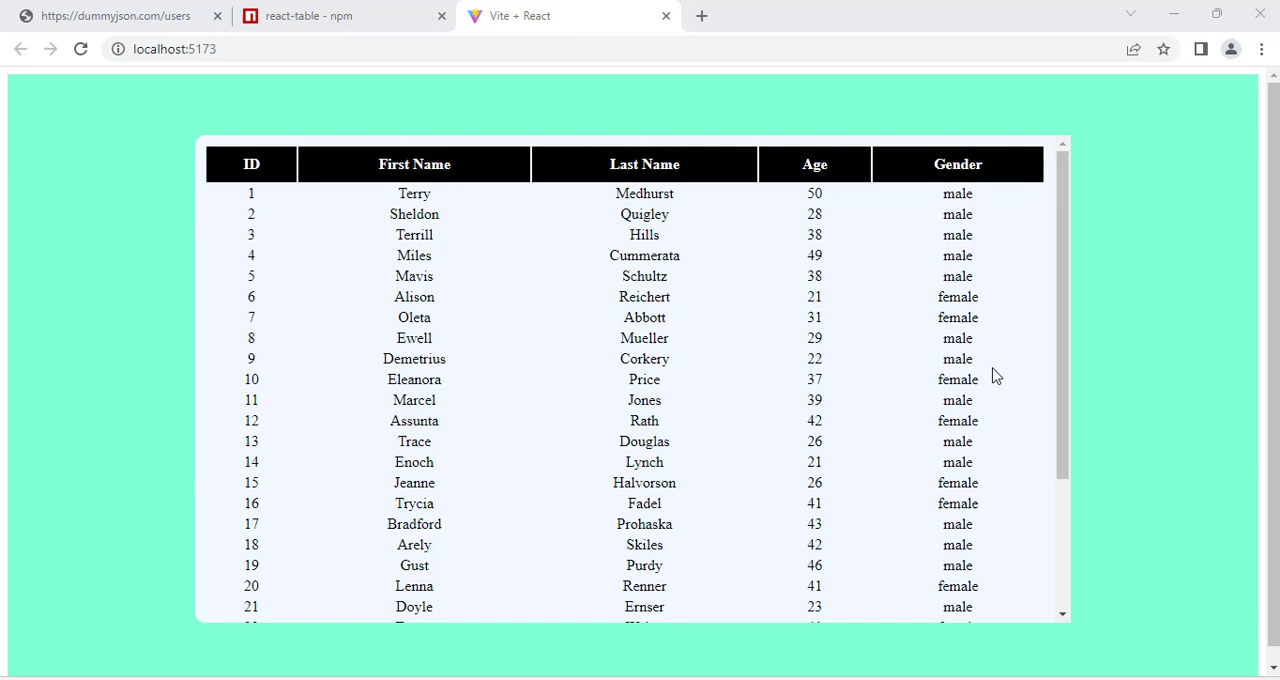 https://dummyjson.com/users
react-table - npm
Vite + React
localhost:5173
ID First Name Last Name Age Gender
1 Terry Medhurst 50 male
2 Sheldon Quigley 28 male
3 Terrill Hills 38 male
4 Miles Cummerata 49 male
5 Mavis Schultz 38 male
6 Alison Reichert 21 female
7 Oleta Abbott 31 female
8 Ewell Mueller 29 male
9 Demetrius Corkery 22 male
10 Eleanora Price 37 female
11 Marcel Jones 39 male
12 Assunta Rath 42 female
13 Trace Douglas 26 male
14 Enoch Lynch 21 male
15 Jeanne Halvorson 26 female
16 Trycia Fadel 41 female
17 Bradford Prohaska 43 male
18 Arely Skiles 42 male
19 Gust Purdy 46 male
20 Lenna Renner 41 female
21 Doyle Ernser 23 male